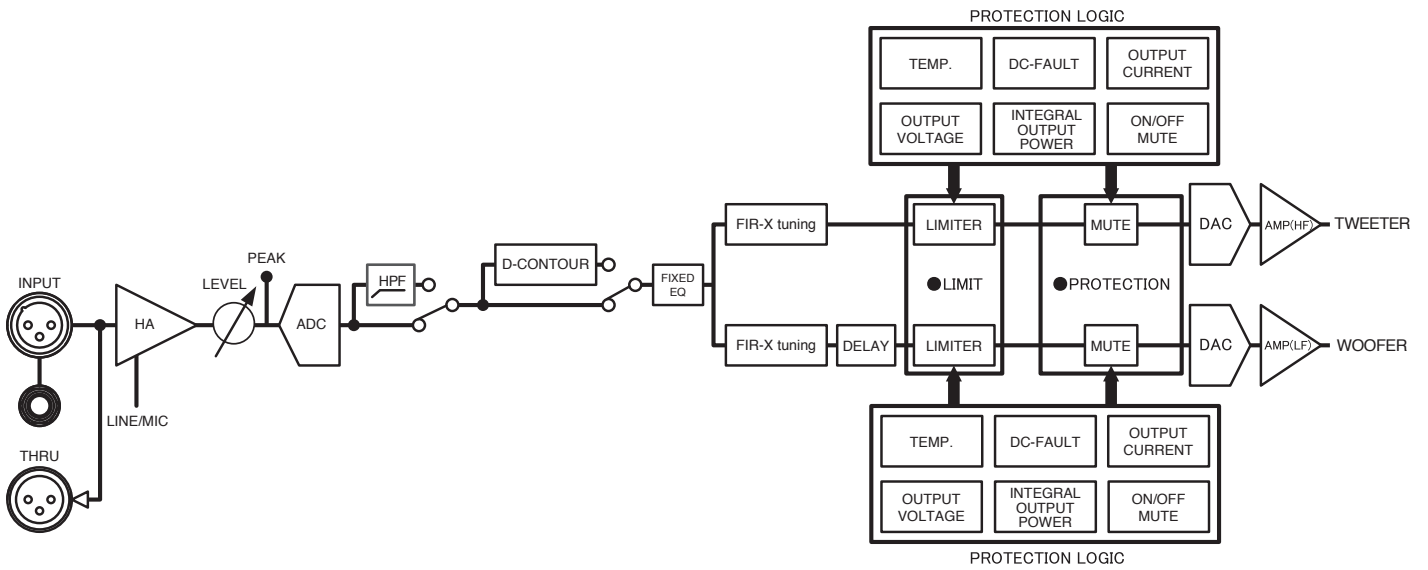 PROTECTION LOGIC
TEMP.
DC-FAULT
OUTPUT
CURRENT
OUTPUT
VOLTAGE
INTEGRAL
OUTPUT
POWER
ON/OFF
MUTE
INPUT
HA
LINE/MIC
THRU
LEVEL
PEAK
ADC
HPF
D-CONTOUR
FIXED
EQ
FIR-X tuning
LIMITER
MUTE
DAC
AMP(HF)
TWEETER
●LIMIT
●PROTECTION
FIR-X tuning
DELAY
LIMITER
MUTE
DAC
AMP(LF)
WOOFER
TEMP.
DC-FAULT
OUTPUT
CURRENT
OUTPUT
VOLTAGE
INTEGRAL
OUTPUT
POWER
ON/OFF
MUTE
PROTECTION LOGIC